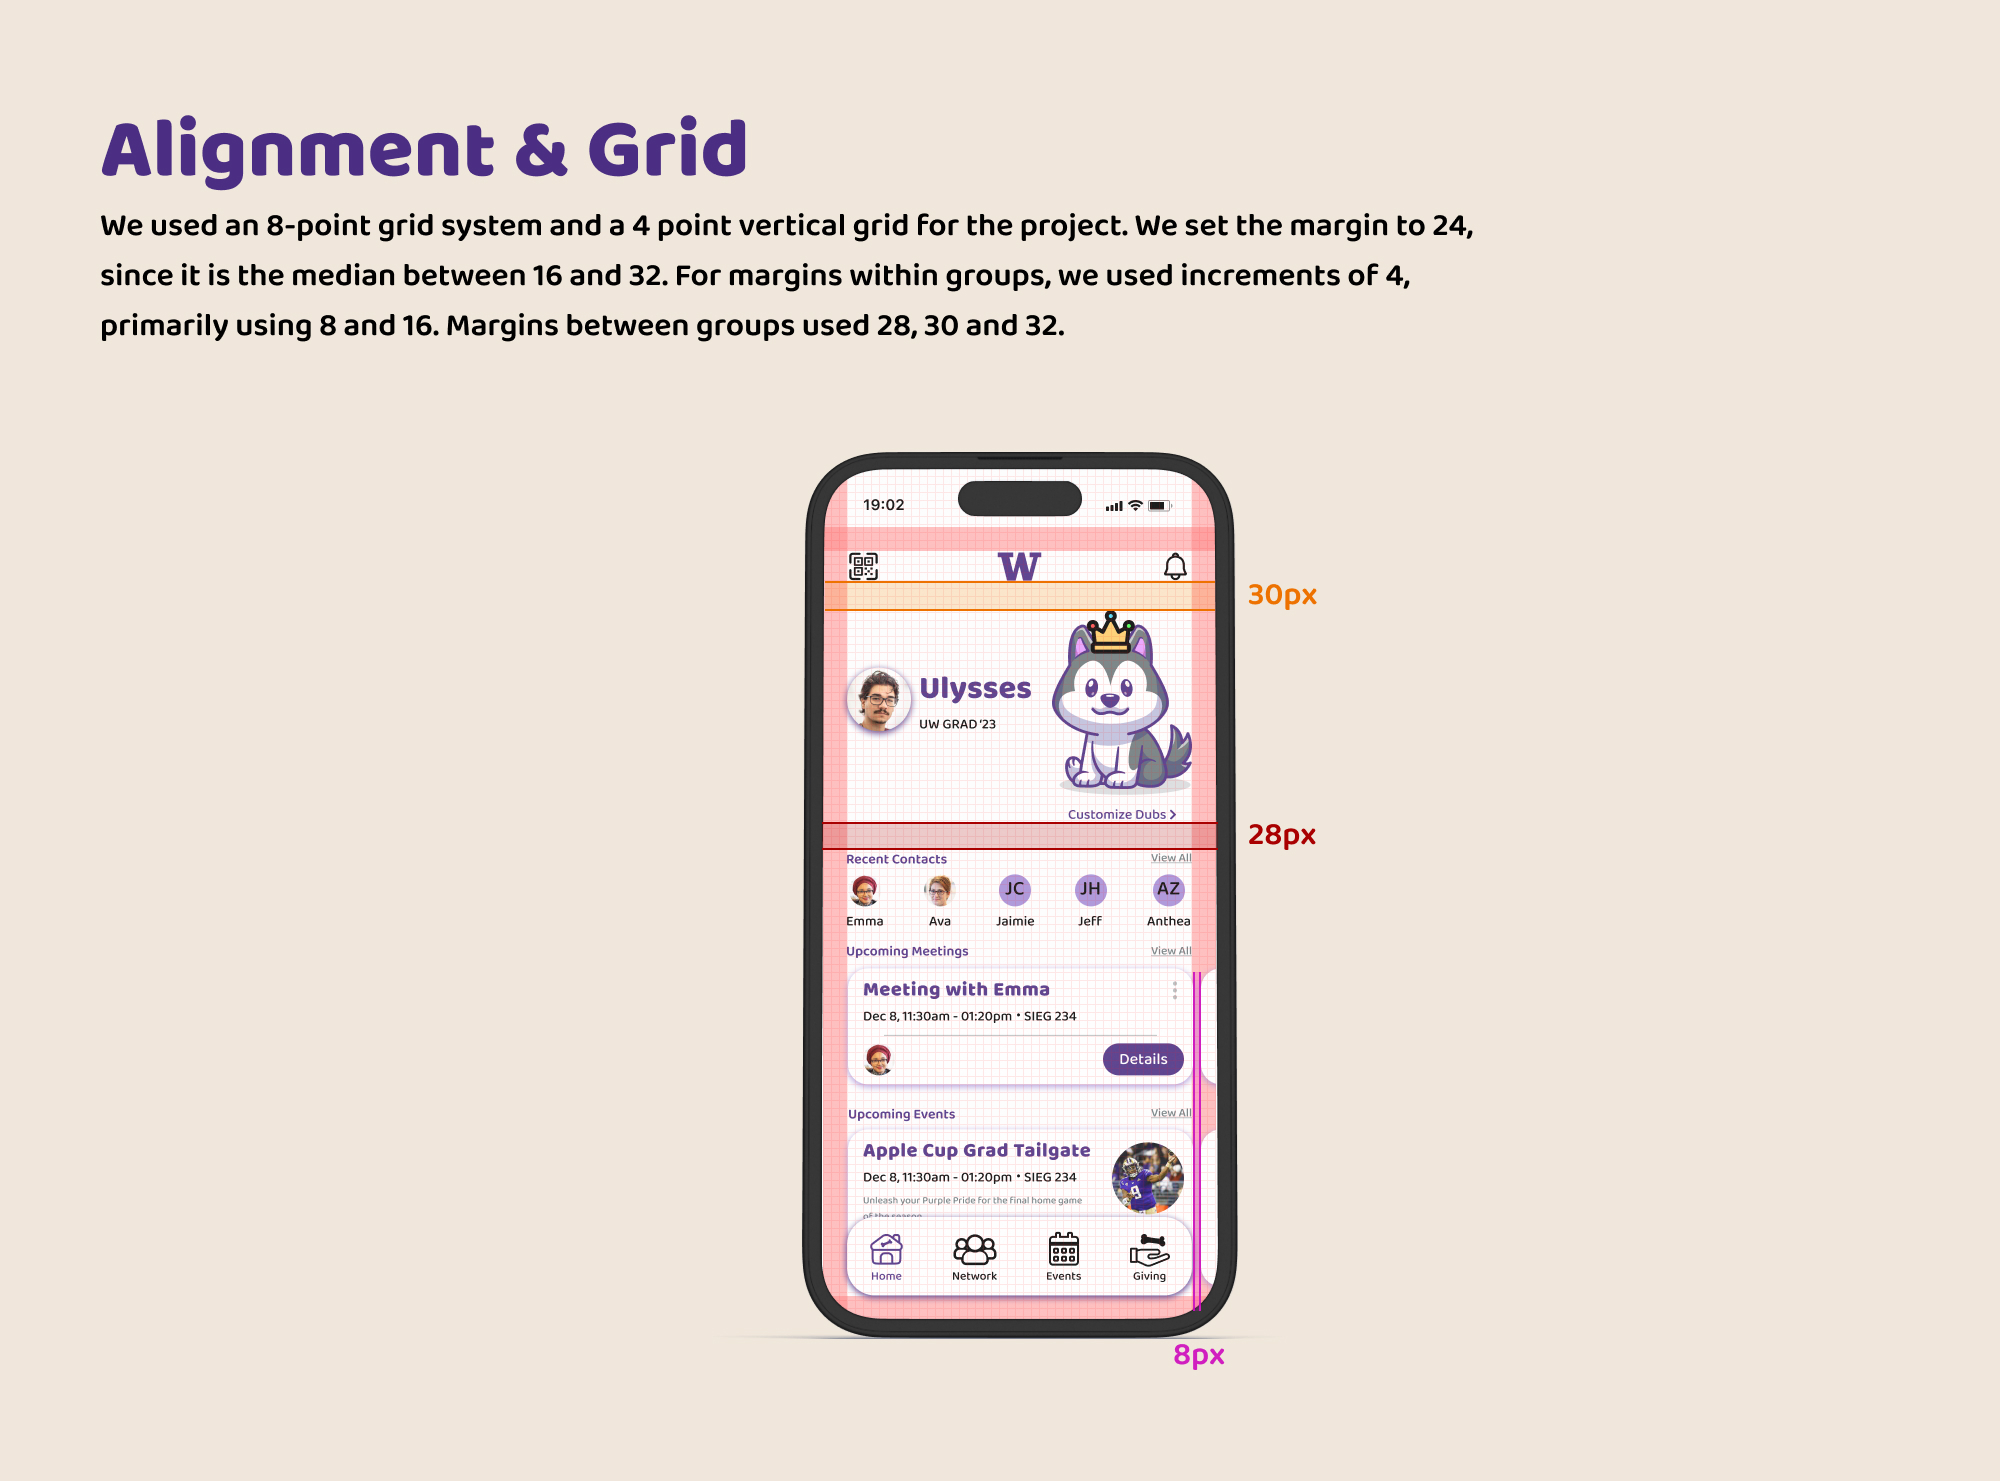 Alignment & Grid
We used an 8-point grid system and a 4 point vertical grid for the project. We set the margin to 24,
since it is the median between 16 and 32. For margins within groups, we used increments of 4,
primarily using 8 and 16. Margins between groups used 28, 30 and 32.
19:02
W
30px
Ulysses
UW GRAD '23
Customize Dubs >
28px
Recent Contacts View All
JC JH AZ
Emma Ava Jaimie Jeff Anthea
Upcoming Meetings View All
Meeting with Emma
Dec 8, 11:30am - 01:20pm • SIEG 234
Details
Upcoming Events View All
Apple Cup Grad Tailgate
Dec 8, 11:30am - 01:20pm • SIEG 234
9
Unleash your Purple Pride for the final home game
of the season
Home Network Events Giving
8px